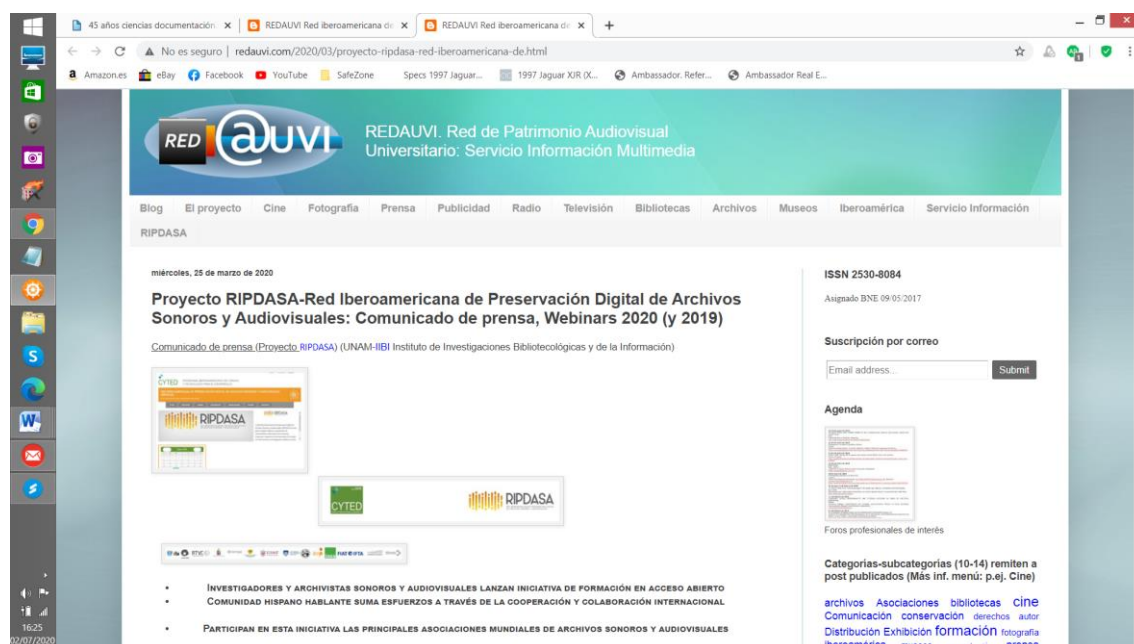 45 años ciencias documentación
REDAUVI Red iberoamericana de
REDAUVI Red iberoamericana de
No es seguro | redauvi.com/2020/03/proyecto-ripdasa-red-iberoamericana-de.html
Amazon.es eBay Facebook YouTube SafeZone Specs 1997 Jaguar... 1997 Jaguar XJR (X... Ambassador. Refer... Ambassador Real E...
RED @UVI
REDAUVI. Red de Patrimonio Audiovisual
Universitario: Servicio Información Multimedia
Blog El proyecto Cine Fotografía Prensa Publicidad Radio Televisión Bibliotecas Archivos Museos Iberoamérica Servicio Información
RIPDASA
miércoles, 25 de marzo de 2020
Proyecto RIPDASA-Red Iberoamericana de Preservación Digital de Archivos
Sonoros y Audiovisuales: Comunicado de prensa, Webinars 2020 (y 2019)
Comunicado de prensa (Proyecto RIPDASA) (UNAM-IIBI Instituto de Investigaciones Bibliotecológicas y de la Información)
CYTED
RIPDASA
CYTED
RIPDASA
• INVESTIGADORES Y ARCHIVISTAS SONOROS Y AUDIOVISUALES LANZAN INICIATIVA DE FORMACIÓN EN ACCESO ABIERTO
• COMUNIDAD HISPANO HABLANTE SUMA ESFUERZOS A TRAVÉS DE LA COOPERACIÓN Y COLABORACIÓN INTERNACIONAL
• PARTICIPAN EN ESTA INICIATIVA LAS PRINCIPALES ASOCIACIONES MUNDIALES DE ARCHIVOS SONOROS Y AUDIOVISUALES
ISSN 2530-8084
Asignado BNE 09/05/2017
Suscripción por correo
Email address... Submit
Agenda
Foros profesionales de interés
Categorías-subcategorias (10-14) remiten a
post publicados (Más inf. menú: p.ej. Cine)
archivos Asociaciones bibliotecas cine
Comunicación conservación derechos autor
Distribución Exhibición formación fotografía
16:25
02/07/2020